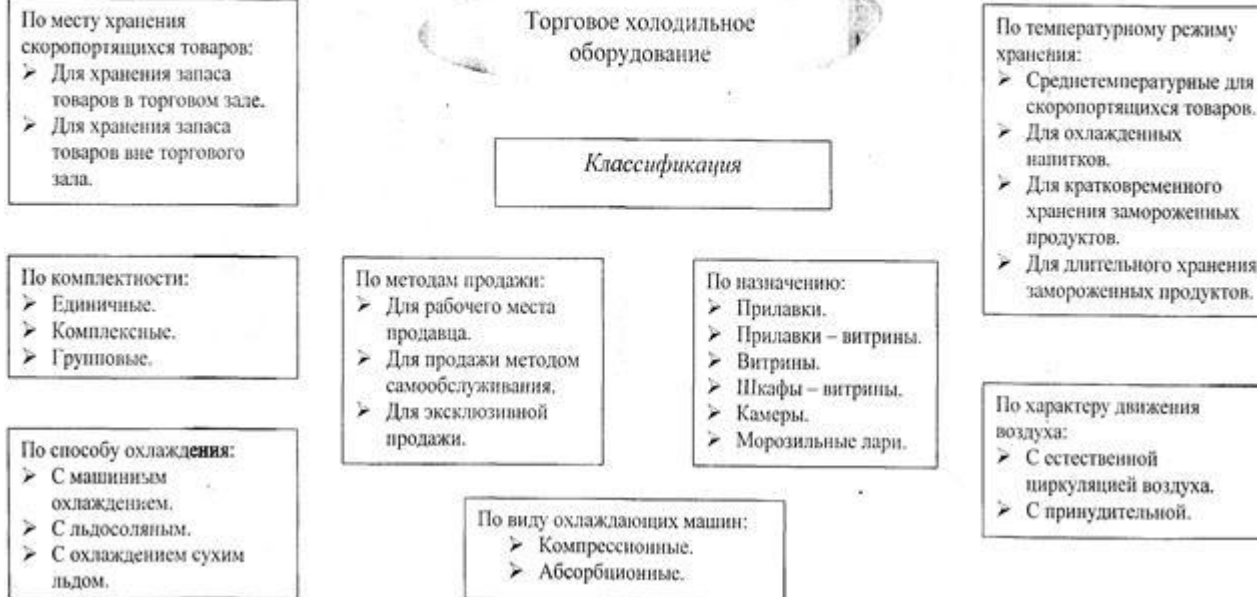 Торговое холодильное
оборудование
Классификация
По месту хранения
скоропортящихся товаров:
➢ Для хранения запаса
товаров в торговом зале.
➢ Для хранения запаса
товаров вне торгового
зала.
По температурному режиму
хранения:
➢ Среднетемпературные для
скоропортящихся товаров.
➢ Для охлажденных
напитков.
➢ Для кратковременного
хранения замороженных
продуктов.
➢ Для длительного хранения
замороженных продуктов.
По комплектности:
➢ Единичные.
➢ Комплексные.
➢ Групповые.
По методам продажи:
➢ Для рабочего места
продавца.
➢ Для продажи методом
самообслуживания.
➢ Для эксклюзивной
продажи.
По назначению:
➢ Прилавки.
➢ Прилавки – витрины.
➢ Витрины.
➢ Шкафы – витрины.
➢ Камеры.
➢ Морозильные лари.
По характеру движения
воздуха:
➢ С естественной
циркуляцией воздуха.
➢ С принудительной.
По способу охлаждения:
➢ С машинным
охлаждением.
➢ С льдосоляным.
➢ С охлаждением сухим
льдом.
По виду охлаждающих машин:
➢ Компрессионные.
➢ Абсорбционные.